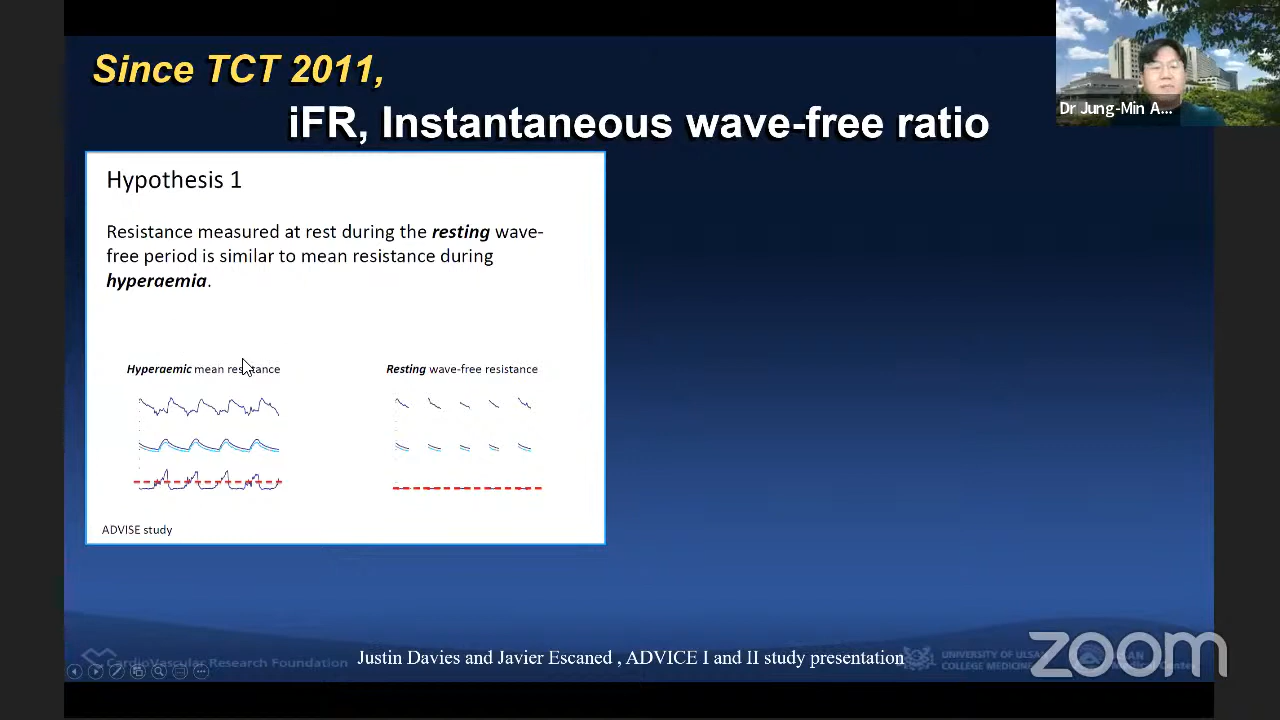 Since TCT 2011,
iFR, Instantaneous wave-free ratio
Dr Jung-Min A...
Hypothesis 1
Resistance measured at rest during the resting wave-
free period is similar to mean resistance during
hyperaemia.
Hyperaemic mean resistance
Resting wave-free resistance
ADVISE study
Justin Davies and Javier Escaned , ADVICE I and II study presentation
CardioVascular Research Foundation
UNIVERSITY OF ULSAN
COLLEGE MEDICINE
ASAN
Medical Center
zoom